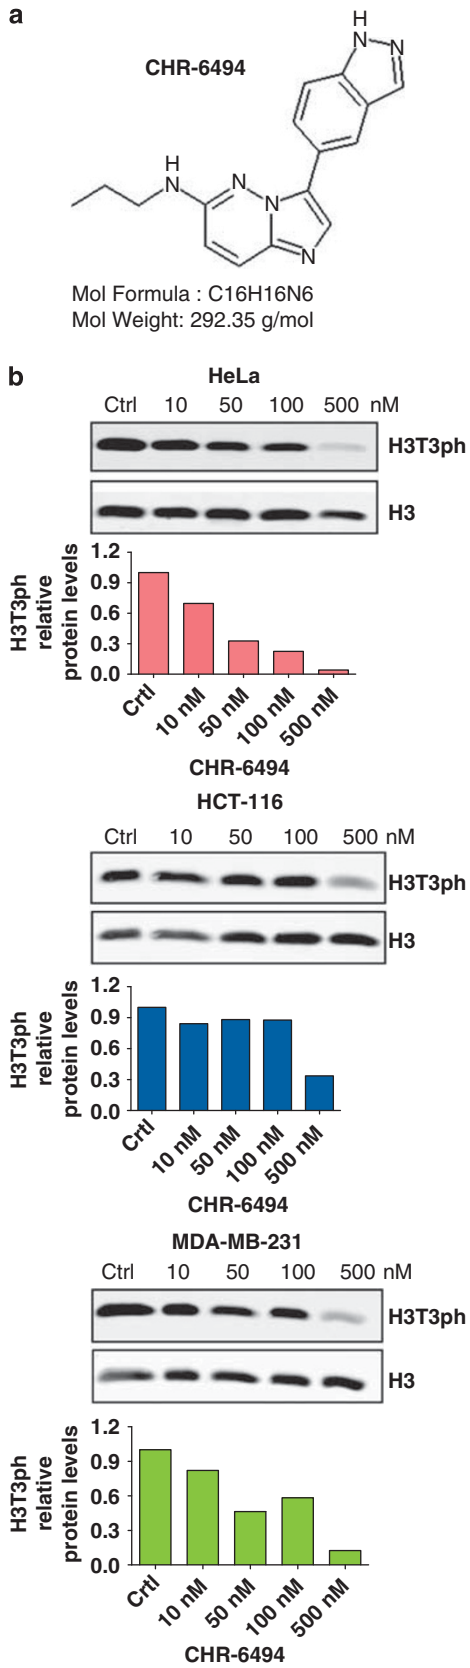 a
CHR-6494
H
N
N
H
N
N
N
N
Mol Formula : C16H16N6
Mol Weight: 292.35 g/mol
b
HeLa
Ctrl 10 50 100 500 nM
H3T3ph
H3
H3T3ph relative protein levels
1.2
0.9
0.6
0.3
0.0
Crtl 10 nM 50 nM 100 nM 500 nM
CHR-6494
HCT-116
Ctrl 10 50 100 500 nM
H3T3ph
H3
H3T3ph relative protein levels
1.2
0.9
0.6
0.3
0.0
Crtl 10 nM 50 nM 100 nM 500 nM
CHR-6494
MDA-MB-231
Ctrl 10 50 100 500 nM
H3T3ph
H3
H3T3ph relative protein levels
1.2
0.9
0.6
0.3
0.0
Crtl 10 nM 50 nM 100 nM 500 nM
CHR-6494